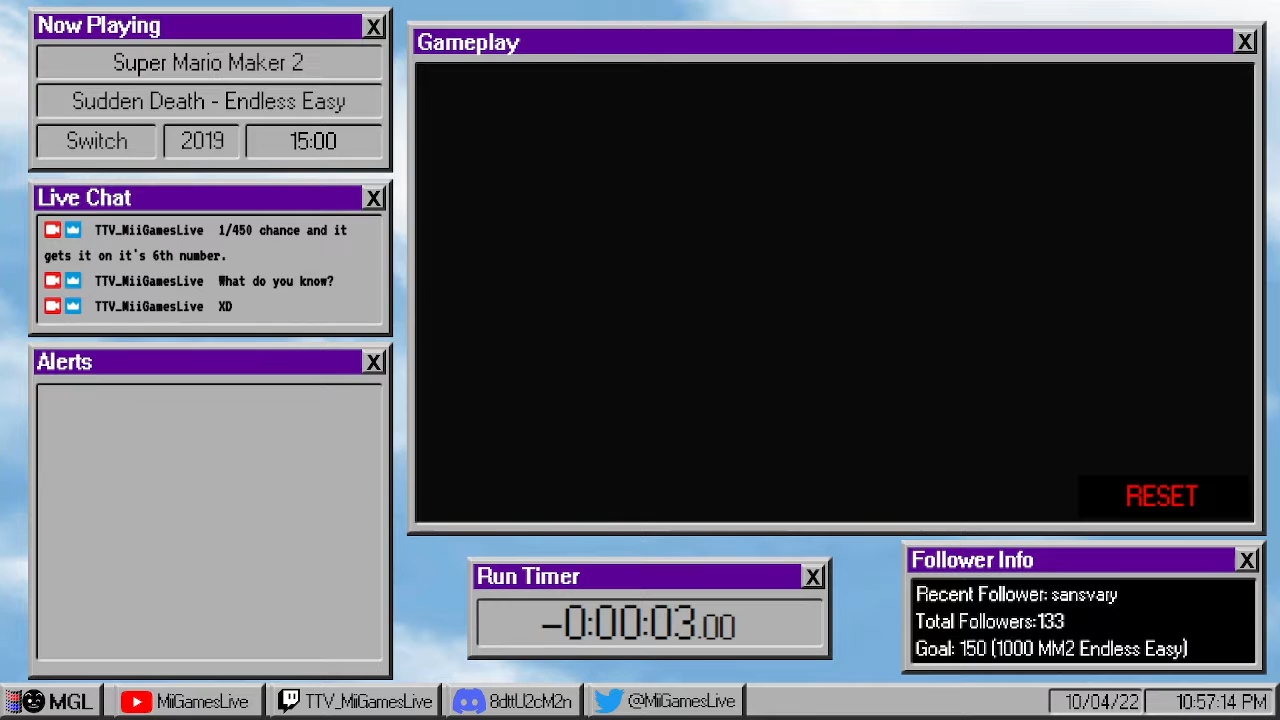 Now Playing
Super Mario Maker 2
Sudden Death - Endless Easy
Switch
2019
15:00
Live Chat
TTV_MiiGamesLive 1/450 chance and it
gets it on it's 6th number.
TTV_MiiGamesLive What do you know?
TTV_MiiGamesLive XD
Alerts
Gameplay
RESET
Run Timer
-0:00:03.00
Follower Info
Recent Follower: sansvary
Total Followers:133
Goal: 150 (1000 MM2 Endless Easy)
MGL
MiiGamesLive
TTV_MiiGamesLive
8dttU2cM2n
@MiiGamesLive
10/04/22
10:57:14 PM